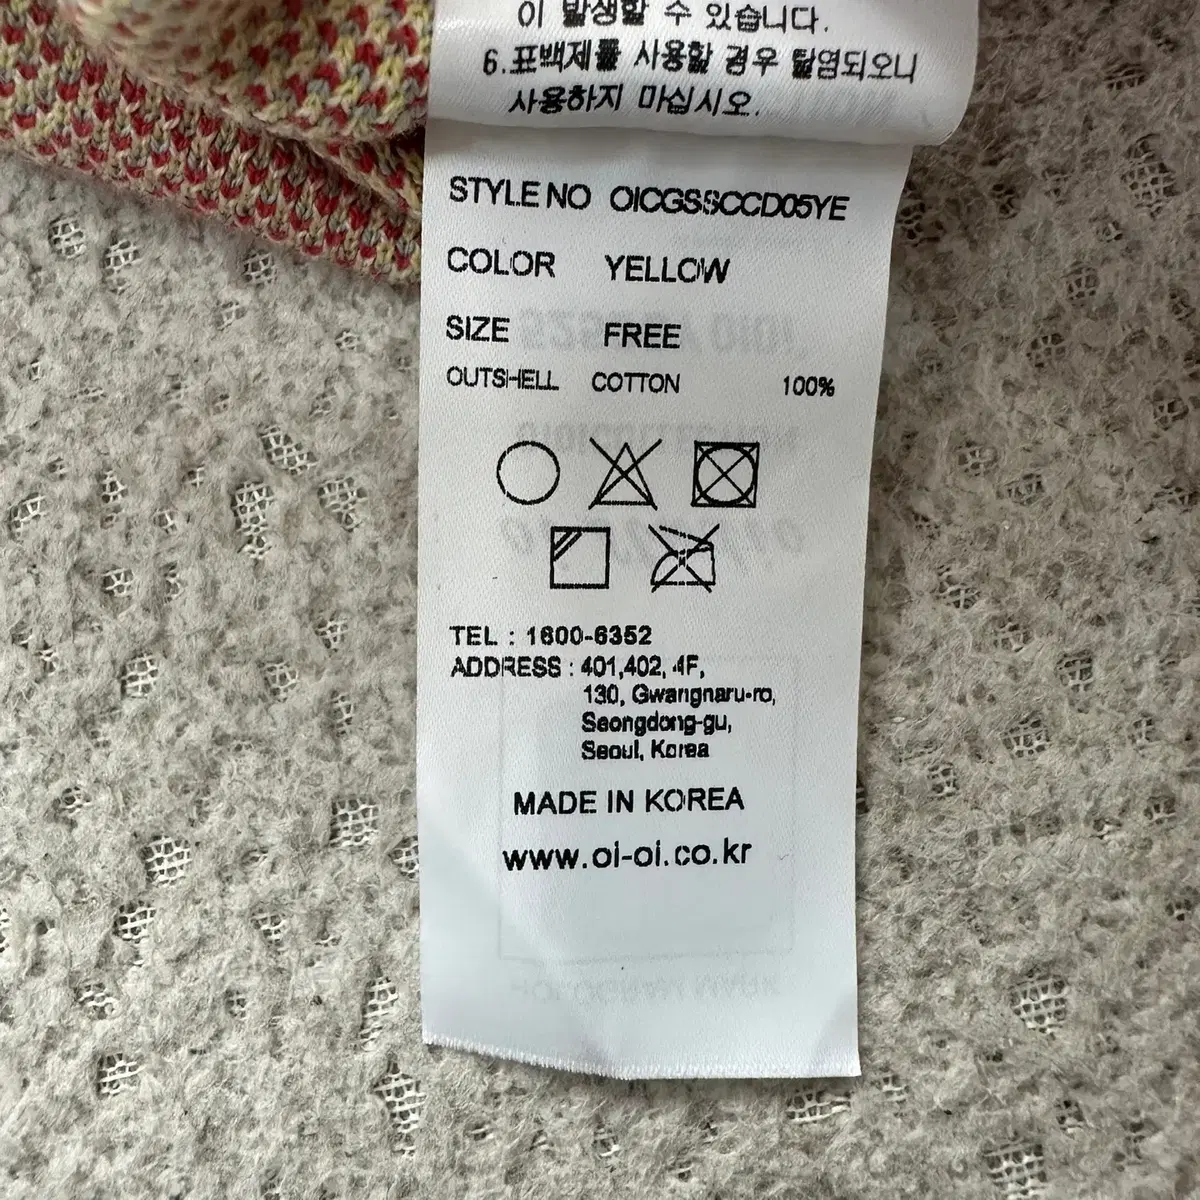 이 발생할 수 있습니다.
6.표백제를 사용할 경우 탈염되오니
사용하지 마십시오.
STYLE NO OICGSSCCD05YE
COLOR YELLOW
SIZE FREE
OUTSHELL COTTON 100%
TEL : 1600-6352
ADDRESS : 401,402, 4F,
130, Gwangnaru-ro,
Seongdong-gu,
Seoul, Korea
MADE IN KOREA
www.oi-oi.co.kr